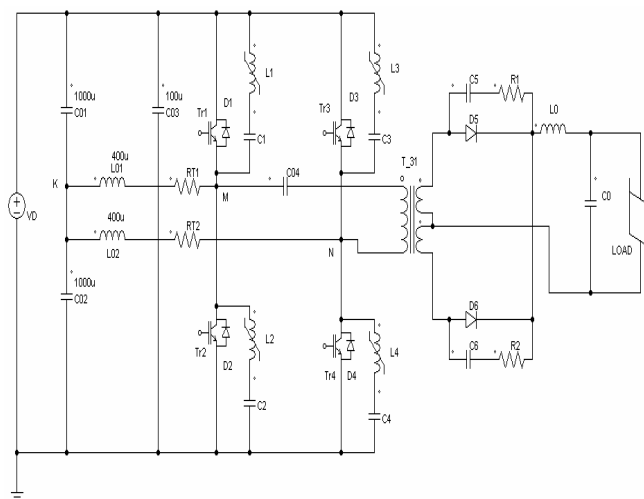 1000u
C01
100u
C03
Tr1
D1
L1
C1
Tr3
D3
L3
C3
C5
R1
D5
L0
T_31
K
400u
L01
RT1
M
C04
C0
LOAD
VD
400u
L02
RT2
N
1000u
C02
Tr2
D2
L2
C2
Tr4
D4
L4
C4
D6
C6
R2